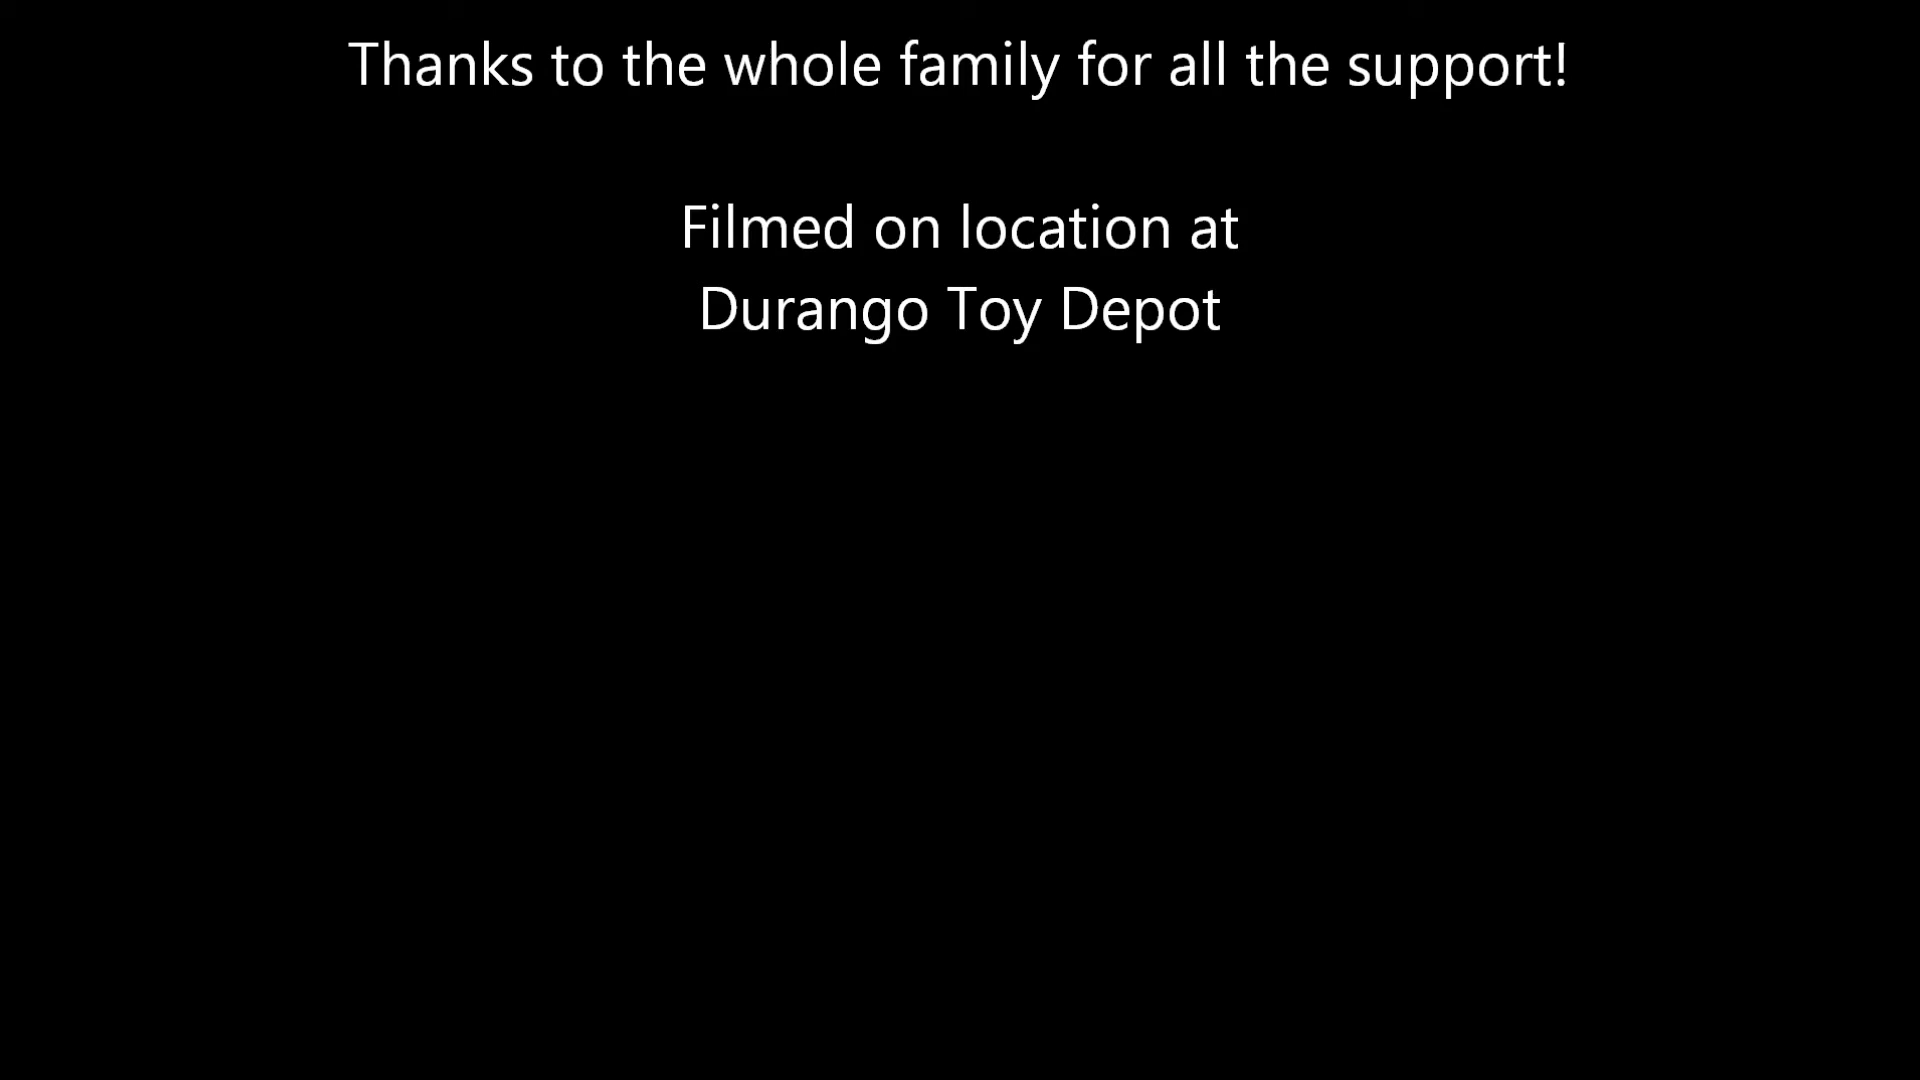 Thanks to the whole family for all the support!
Filmed on location at
Durango Toy Depot